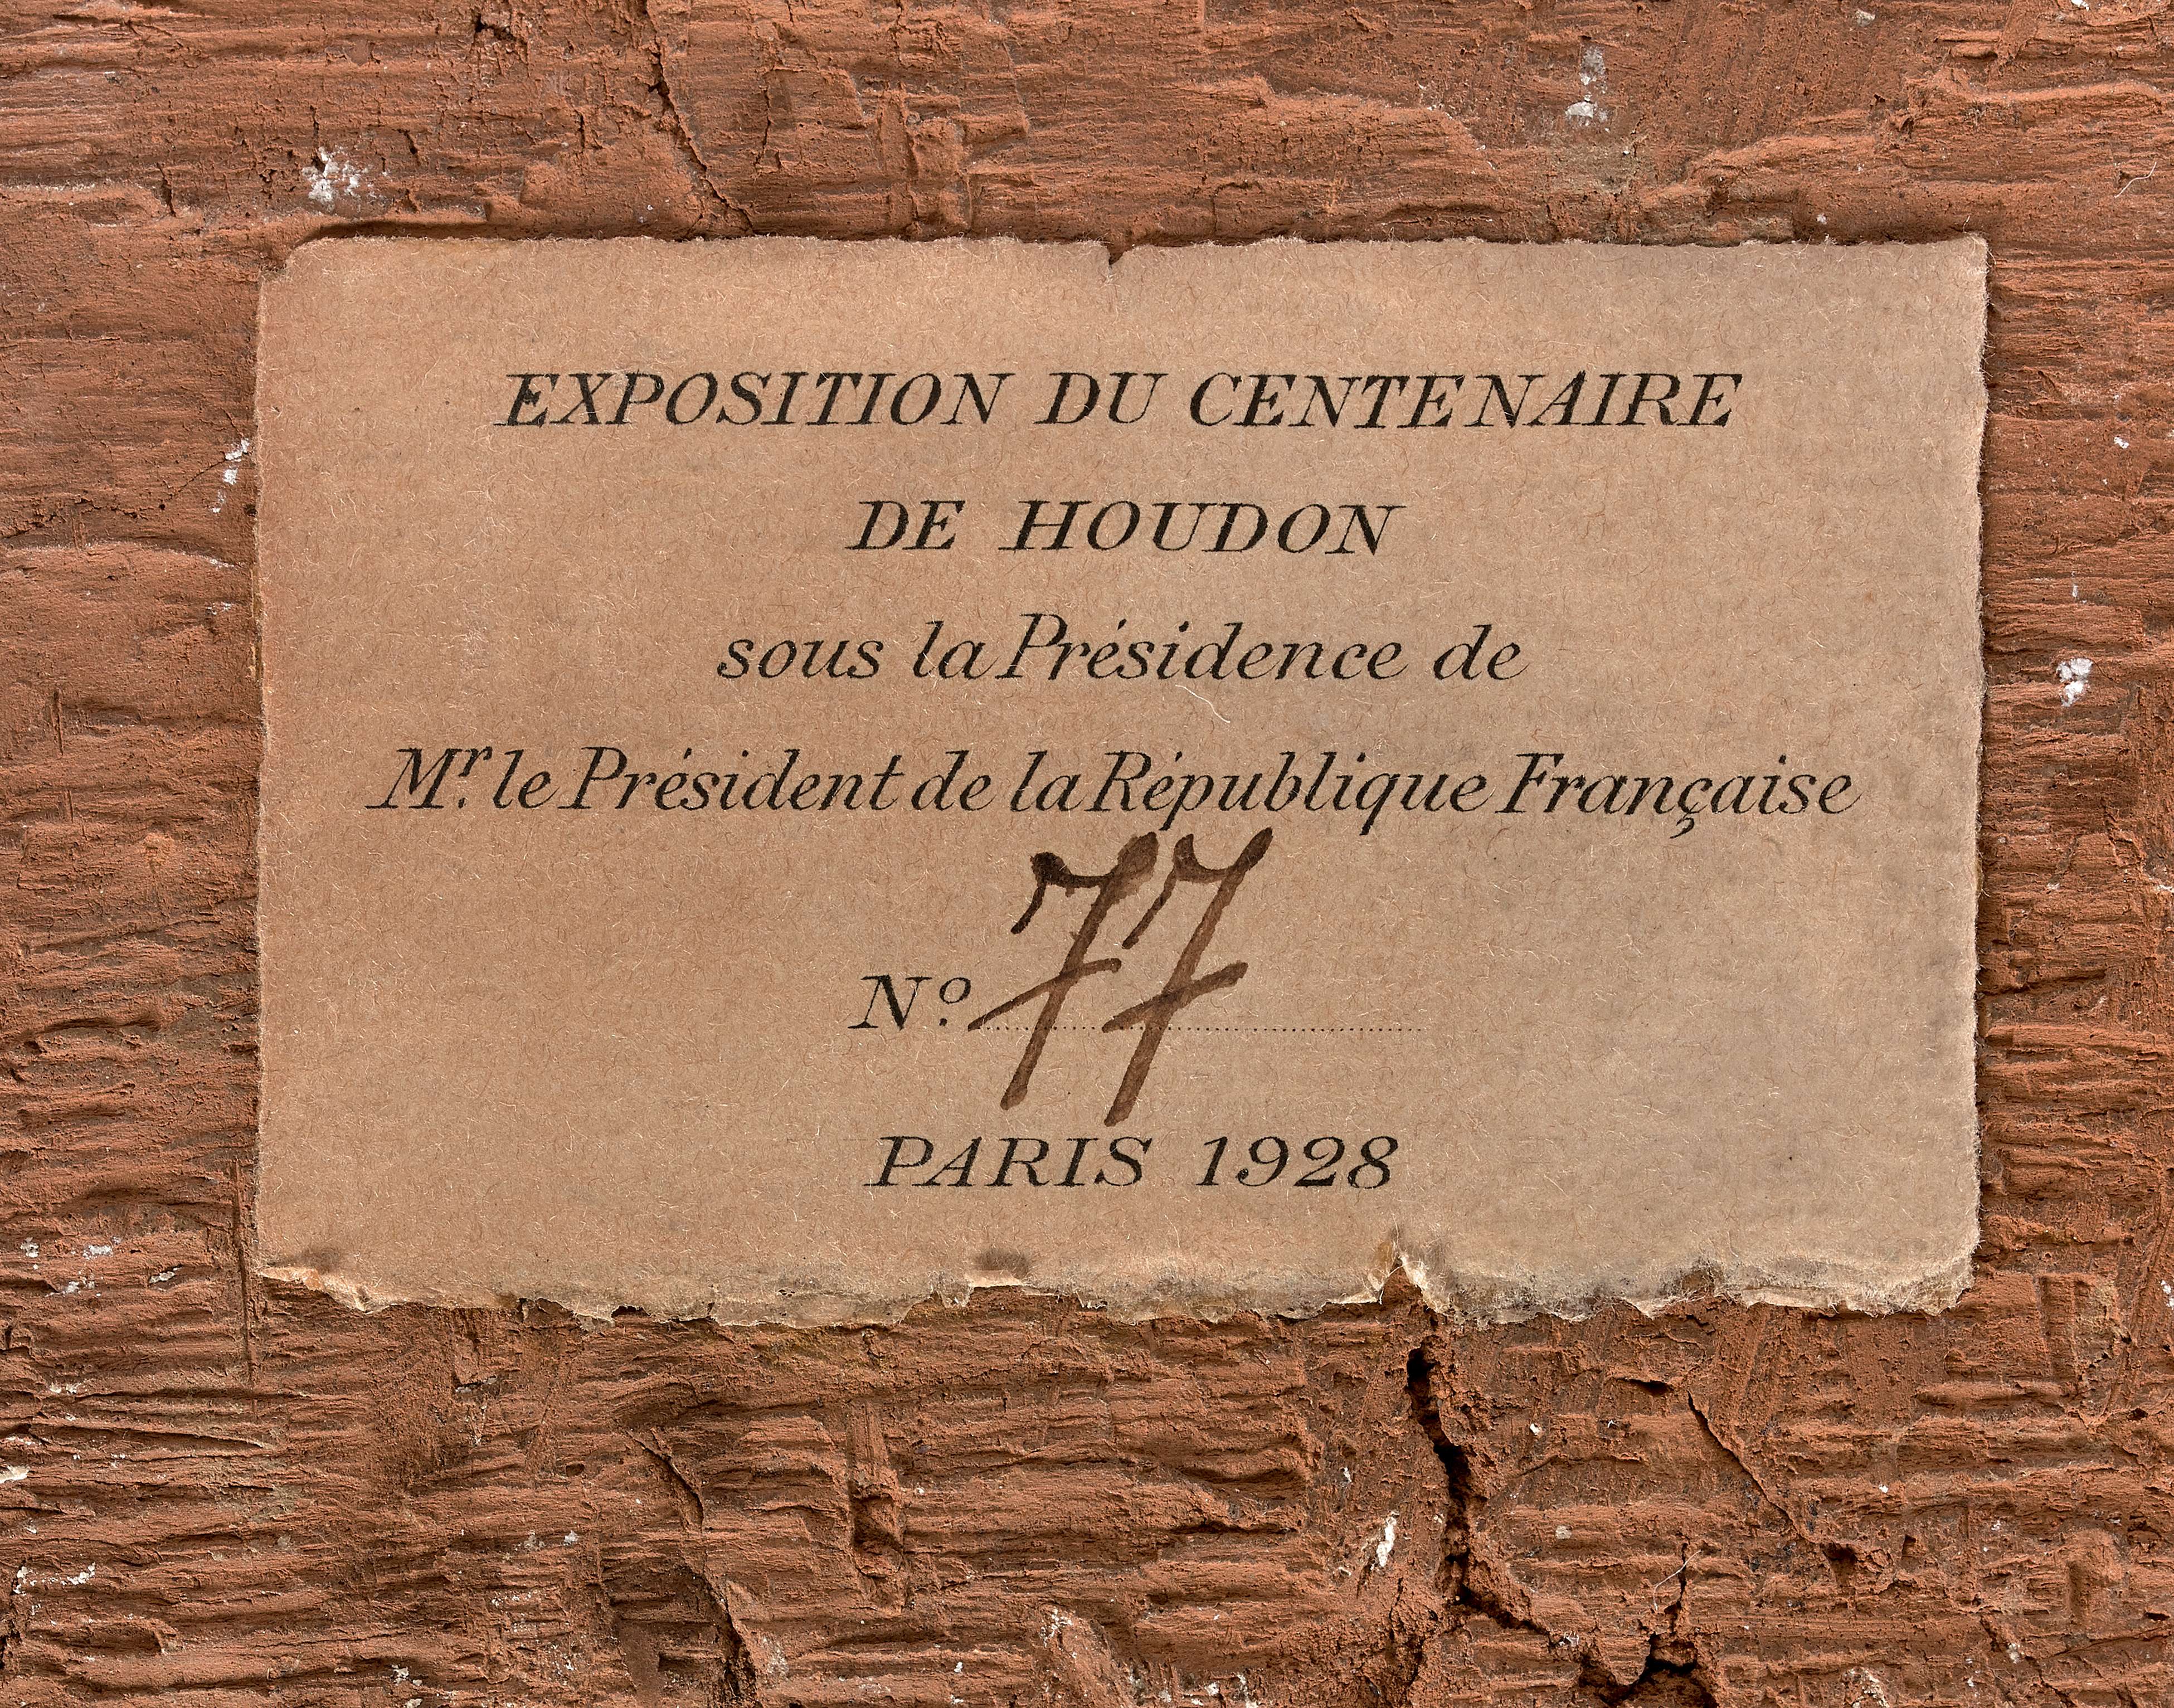 EXPOSITION DU CENTENAIRE
DE HOUDON
sous la Présidence de
Mr. le Président de la République Française
No. 77
PARIS 1928